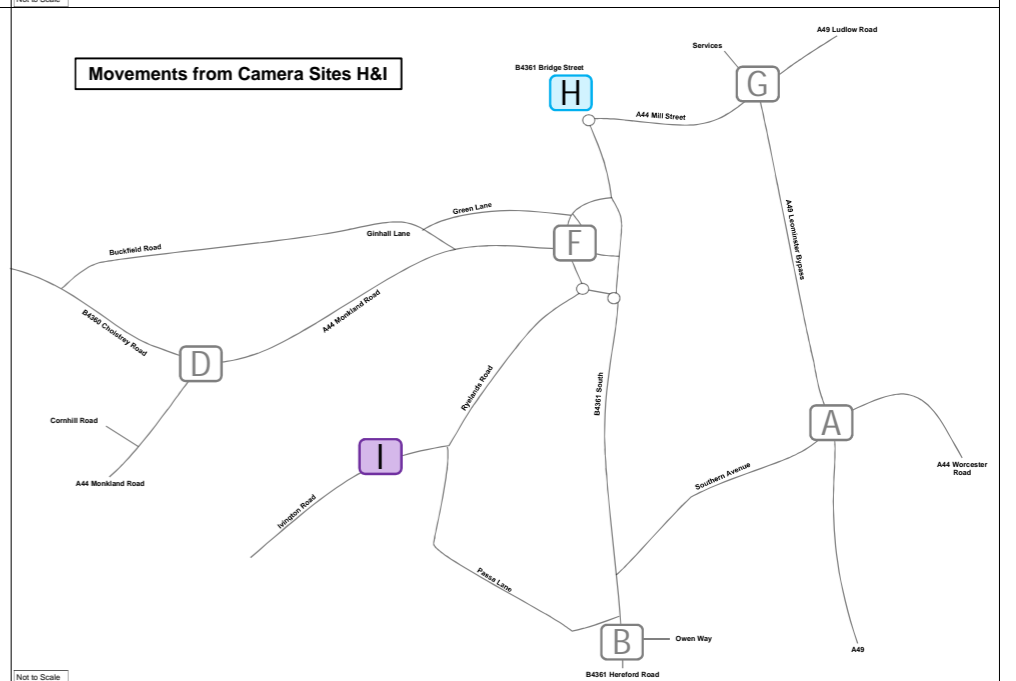 Not to Scale
A49 Ludlow Road
Services
Movements from Camera Sites H&I
B4361 Bridge Street
H
G
A44 Mill Street
Green Lane
Ginhall Lane
Buckfield Road
F
A49 Leominster Bypass
B4360 Cholstrey Road
A44 Monkland Road
D
Ryelands Road
B4361 South
Cornhill Road
A
I
A44 Worcester
Road
A44 Monkland Road
Southern Avenue
Ivington Road
Passa Lane
B
Owen Way
A49
B4361 Hereford Road
Not to Scale